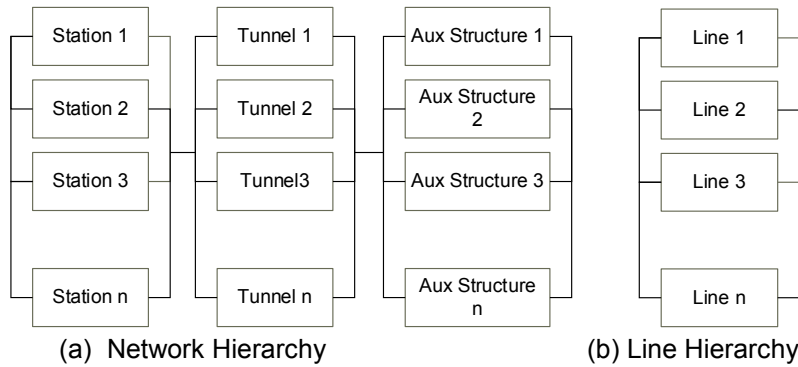 Station 1
Tunnel 1
Aux Structure 1
Line 1
Station 2
Tunnel 2
Aux Structure
2
Line 2
Station 3
Tunnel3
Aux Structure 3
Line 3
Station n
Tunnel n
Aux Structure
n
Line n
(a) Network Hierarchy
(b) Line Hierarchy